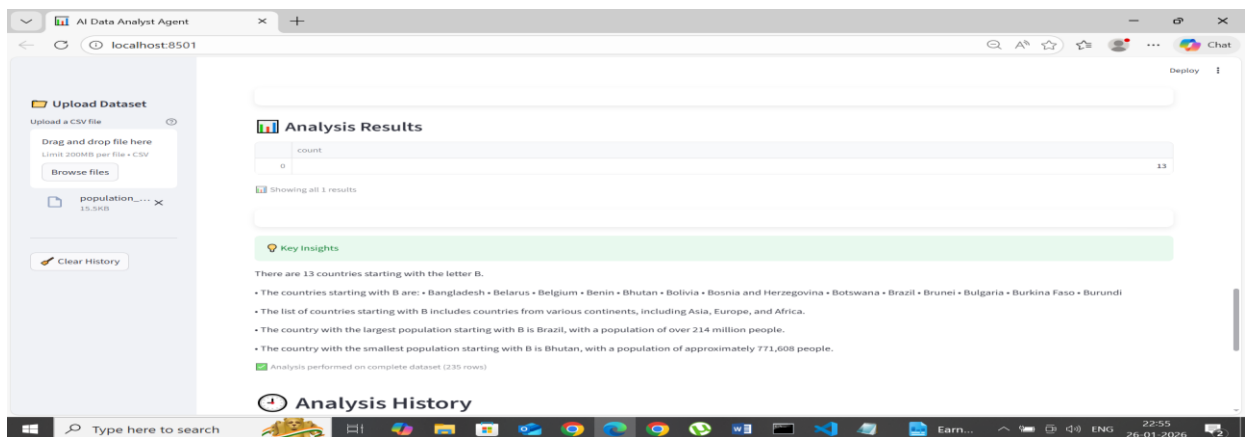 AI Data Analyst Agent
localhost:8501
Chat
Deploy
Upload Dataset
Upload a CSV file
Drag and drop file here
Limit 200MB per file • CSV
Browse files
population_...
15.5KB
Clear History
Analysis Results
count
0 13
Showing all 1 results
Key Insights
There are 13 countries starting with the letter B.
• The countries starting with B are: • Bangladesh • Belarus • Belgium • Benin • Bhutan • Bolivia • Bosnia and Herzegovina • Botswana • Brazil • Brunei • Bulgaria • Burkina Faso • Burundi
• The list of countries starting with B includes countries from various continents, including Asia, Europe, and Africa.
• The country with the largest population starting with B is Brazil, with a population of over 214 million people.
• The country with the smallest population starting with B is Bhutan, with a population of approximately 771,608 people.
Analysis performed on complete dataset (235 rows)
Analysis History
Type here to search
Earn...
ENG
22:55
26-01-2026